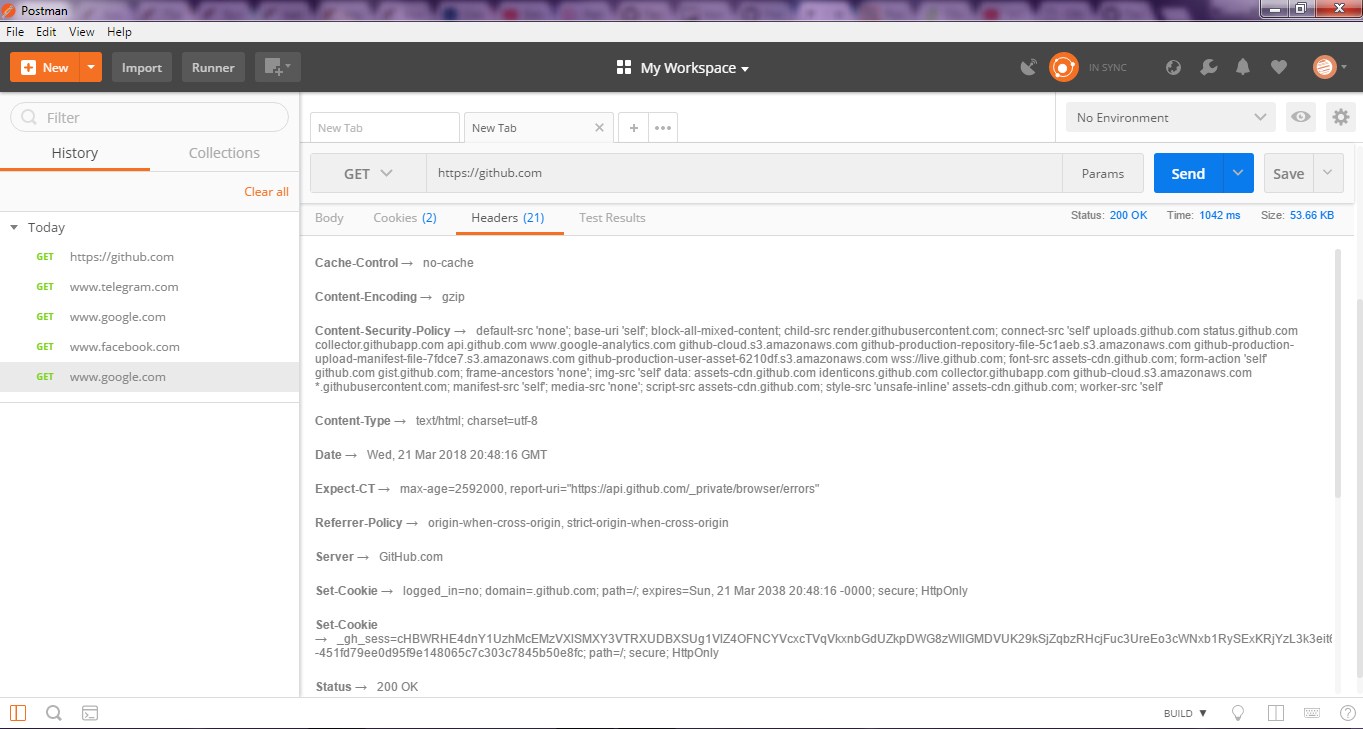 Postman
File Edit View Help
New
Import
Runner
My Workspace
IN SYNC
Filter
History
Collections
Clear all
Today
GET https://github.com
GET www.telegram.com
GET www.google.com
GET www.facebook.com
GET www.google.com
New Tab
New Tab
No Environment
GET
https://github.com
Params
Send
Save
Body
Cookies (2)
Headers (21)
Test Results
Status: 200 OK
Time: 1042 ms
Size: 53.66 KB
Cache-Control → no-cache
Content-Encoding → gzip
Content-Security-Policy → default-src 'none'; base-uri 'self'; block-all-mixed-content; child-src render.githubusercontent.com; connect-src 'self' uploads.github.com status.github.com
collector.githubapp.com api.github.com www.google-analytics.com github-cloud.s3.amazonaws.com github-production-repository-file-5c1aeb.s3.amazonaws.com github-production-
upload-manifest-file-7fdce7.s3.amazonaws.com github-production-user-asset-6210df.s3.amazonaws.com wss://live.github.com; font-src assets-cdn.github.com; form-action 'self'
github.com gist.github.com; frame-ancestors 'none'; img-src 'self' data: assets-cdn.github.com identicons.github.com collector.githubapp.com github-cloud.s3.amazonaws.com
*.githubusercontent.com; manifest-src 'self'; media-src 'none'; script-src assets-cdn.github.com; style-src 'unsafe-inline' assets-cdn.github.com; worker-src 'self'
Content-Type → text/html; charset=utf-8
Date → Wed, 21 Mar 2018 20:48:16 GMT
Expect-CT → max-age=2592000, report-uri="https://api.github.com/_private/browser/errors"
Referrer-Policy → origin-when-cross-origin, strict-origin-when-cross-origin
Server → GitHub.com
Set-Cookie → logged_in=no; domain=.github.com; path=/; expires=Sun, 21 Mar 2038 20:48:16 -0000; secure; HttpOnly
Set-Cookie
→
--451fd79ee0d95f9e148065c7c303c7845b50e8fc; path=/; secure; HttpOnly
Status → 200 OK
BUILD